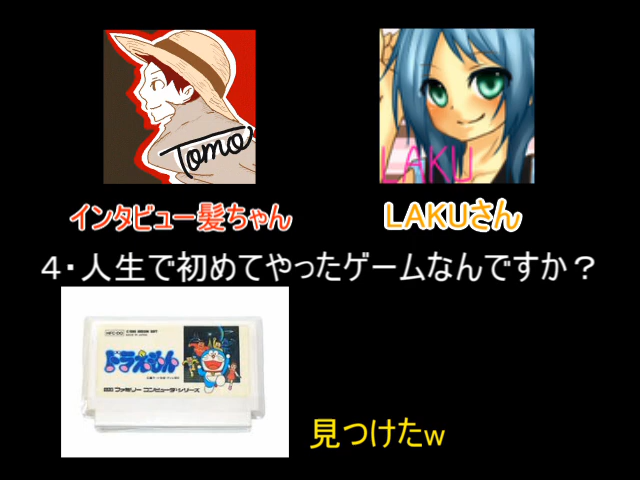 Tomo
LAKU
インタビュー髪ちゃん
LAKUさん
4・人生で初めてやったゲームなんですか？
ドラえもん
ファミリー コンピュータ・シリーズ
見つけたw